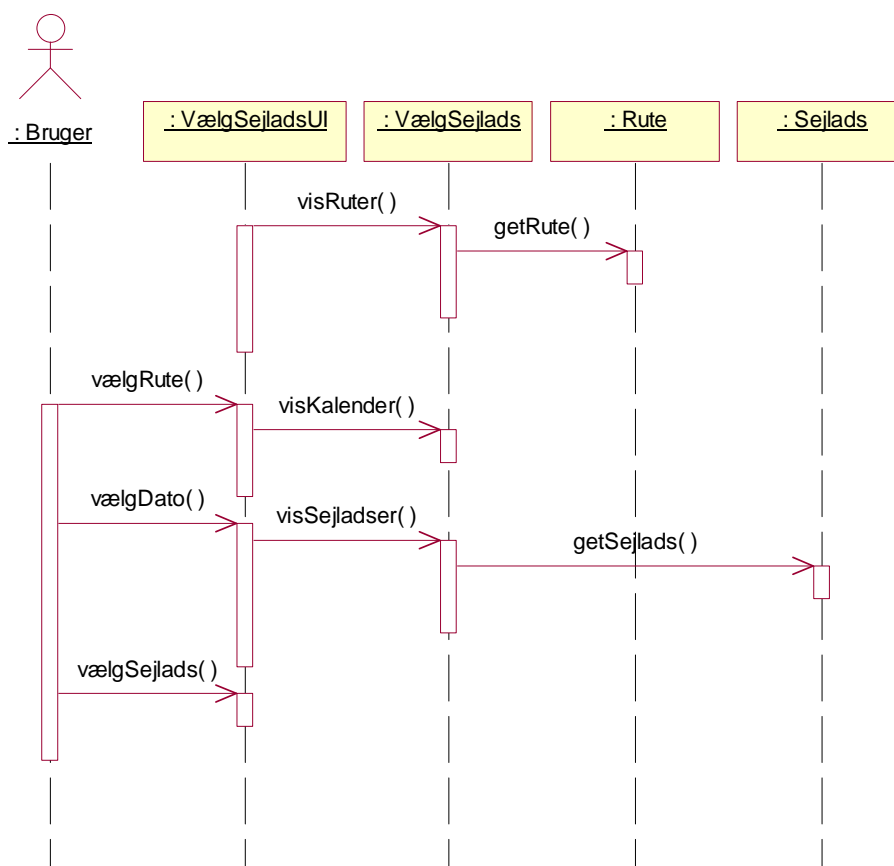 : Bruger
: VælgSejladsUI
: VælgSejlads
: Rute
: Sejlads
visRuter( )
getRute( )
vælgRute( )
visKalender( )
vælgDato( )
visSejladser( )
getSejlads( )
vælgSejlads( )